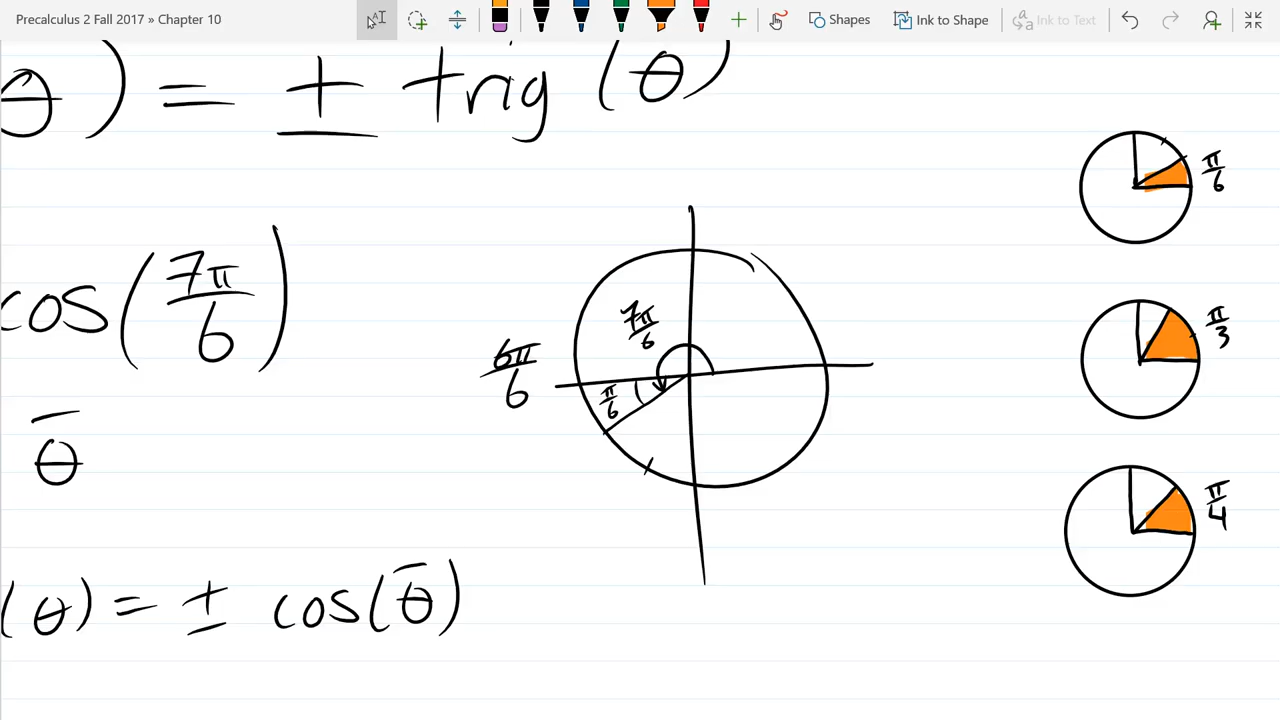 Precalculus 2 Fall 2017 » Chapter 10
Shapes
Ink to Shape
Ink to Text
θ) = ± trig (θ)
cos(7π/6)
7π/6
6π/6
π/6
θ̅
(θ) = ± cos(θ̅)
π/6
π/3
π/4